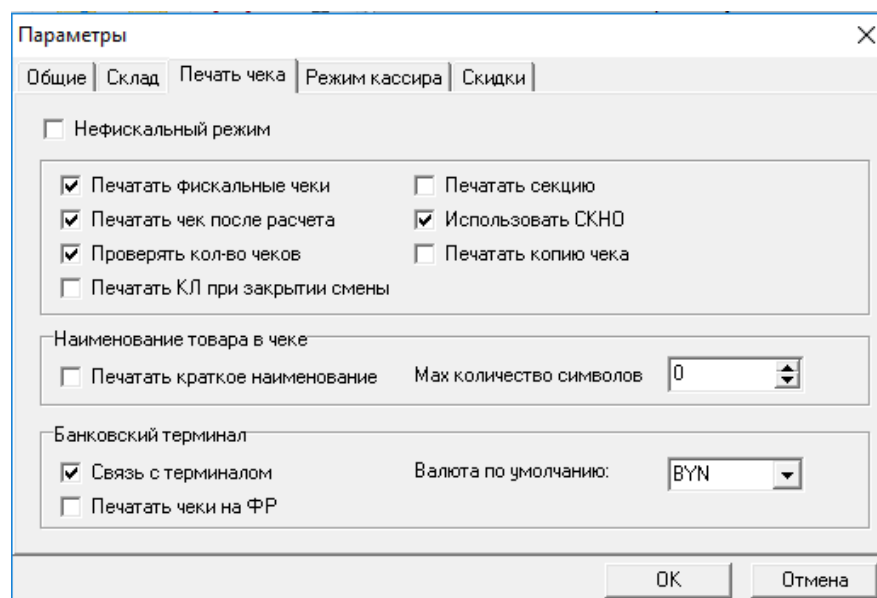 Параметры
Общие Склад Печать чека Режим кассира Скидки
Нефискальный режим
Печатать фискальные чеки Печатать секцию
Печатать чек после расчета Использовать СКНО
Проверять кол-во чеков Печатать копию чека
Печатать КЛ при закрытии смены
Наименование товара в чеке
Печатать краткое наименование Мах количество символов 0
Банковский терминал
Связь с терминалом Валюта по умолчанию: BYN
Печатать чеки на ФР
OK Отмена